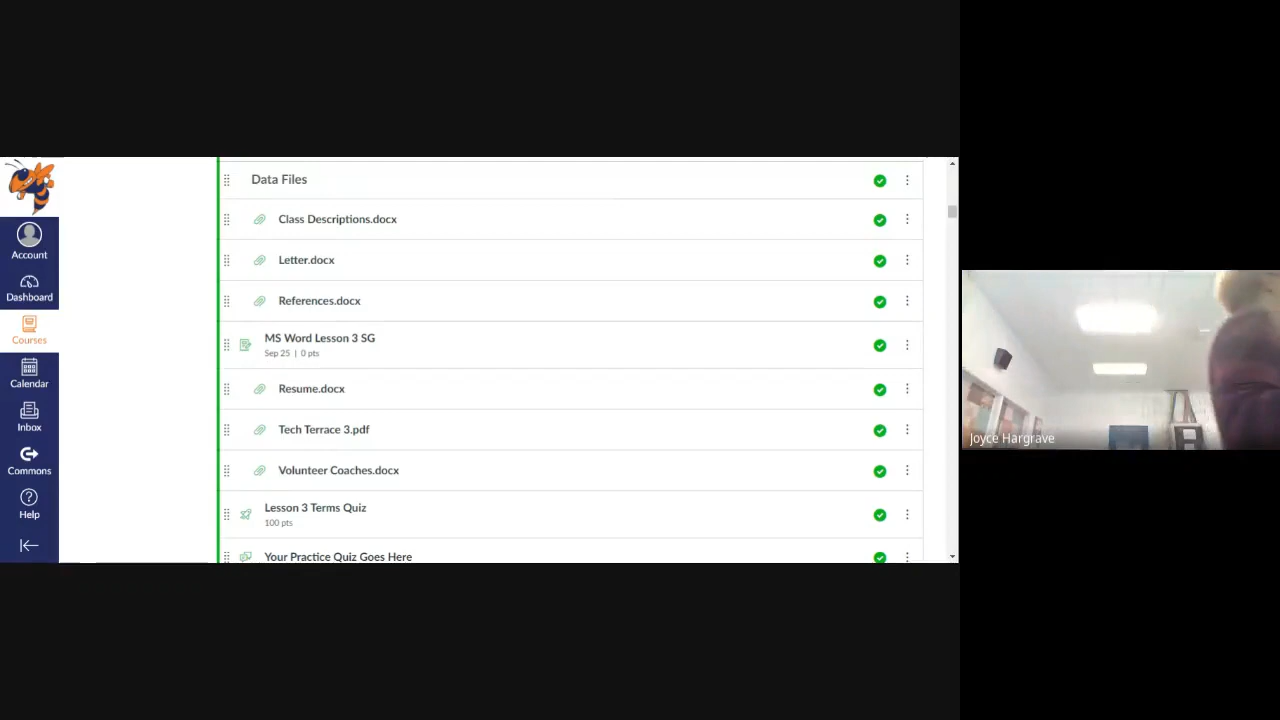 Data Files
Class Descriptions.docx
Letter.docx
References.docx
MS Word Lesson 3 SG
Sep 25 | 0 pts
Resume.docx
Tech Terrace 3.pdf
Volunteer Coaches.docx
Lesson 3 Terms Quiz
100 pts
Your Practice Quiz Goes Here
Account
Dashboard
Courses
Calendar
Inbox
Commons
Help
Joyce Hargrave